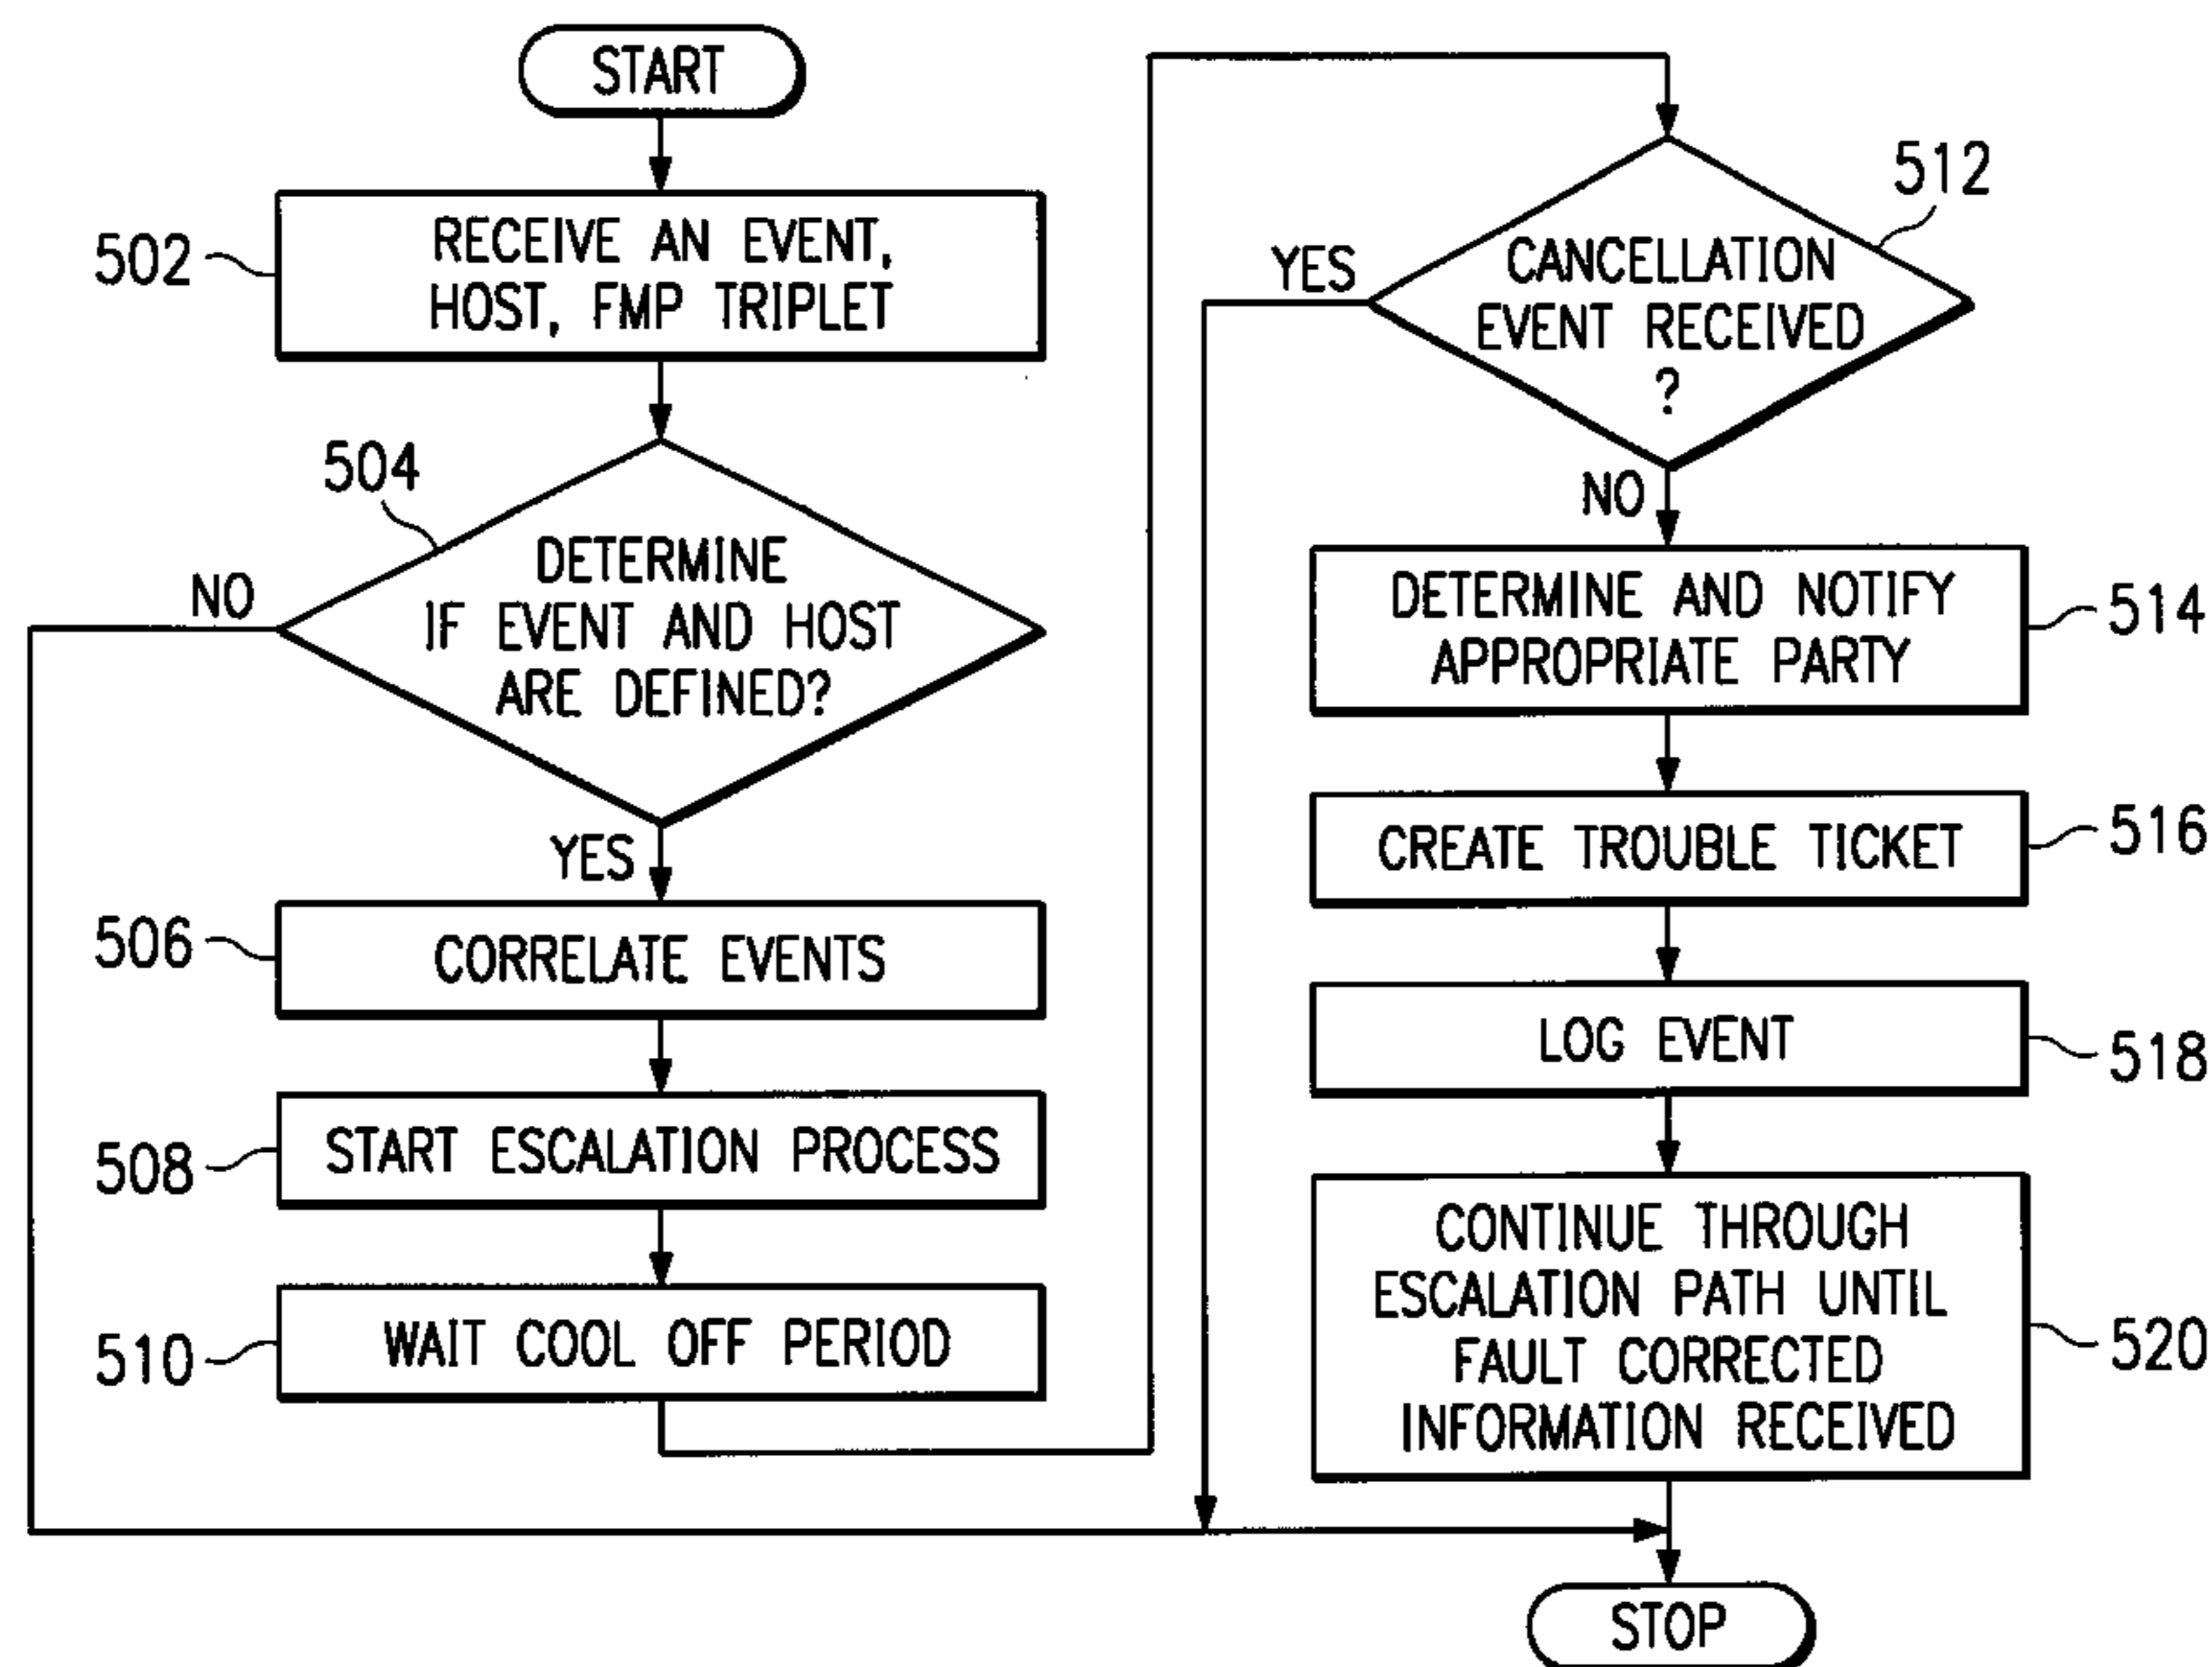 START
502
RECEIVE AN EVENT,
HOST, FMP TRIPLET
504
DETERMINE
IF EVENT AND HOST
ARE DEFINED?
NO
YES
506
CORRELATE EVENTS
508
START ESCALATION PROCESS
510
WAIT COOL OFF PERIOD
512
CANCELLATION
EVENT RECEIVED
?
YES
NO
DETERMINE AND NOTIFY
APPROPRIATE PARTY
514
CREATE TROUBLE TICKET
516
LOG EVENT
518
CONTINUE THROUGH
ESCALATION PATH UNTIL
FAULT CORRECTED
INFORMATION RECEIVED
520
STOP